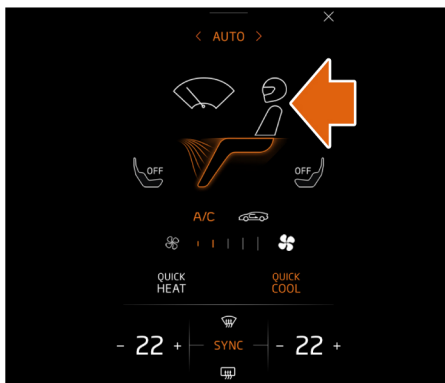 < AUTO >
OFF
OFF
A/C
QUICK
HEAT
QUICK
COOL
- 22 + SYNC - 22 +